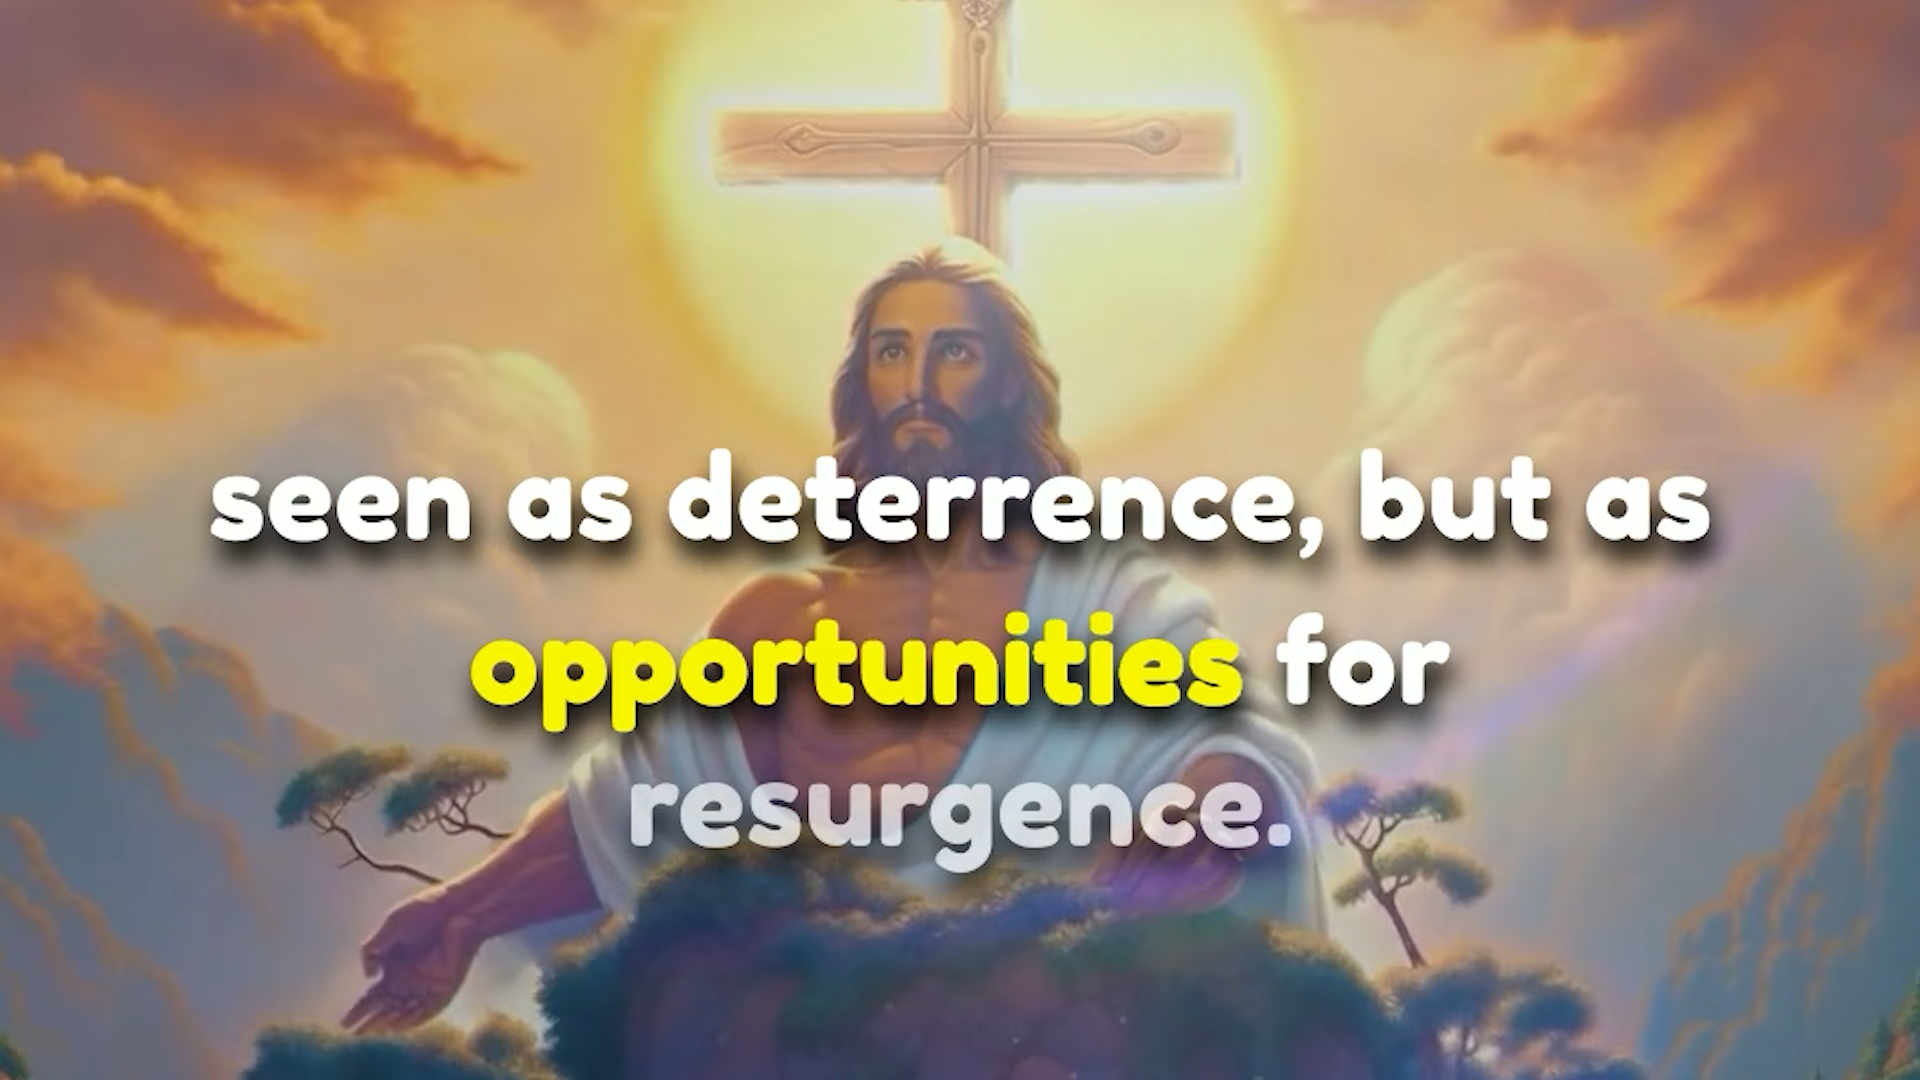 seen as deterrence, but as
opportunities for
resurgence.